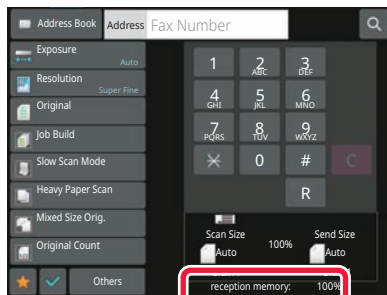 Address Book
Address
Fax Number
Exposure
Auto
Resolution
Super Fine
Original
Job Build
Slow Scan Mode
Heavy Paper Scan
Mixed Size Orig.
Original Count
Others
1
2
ABC
3
DEF
4
GHI
5
JKL
6
MNO
7
PQRS
8
TUV
9
WXYZ
0
#
C
R
Scan Size
Auto
100%
Send Size
Auto
reception memory: 100%